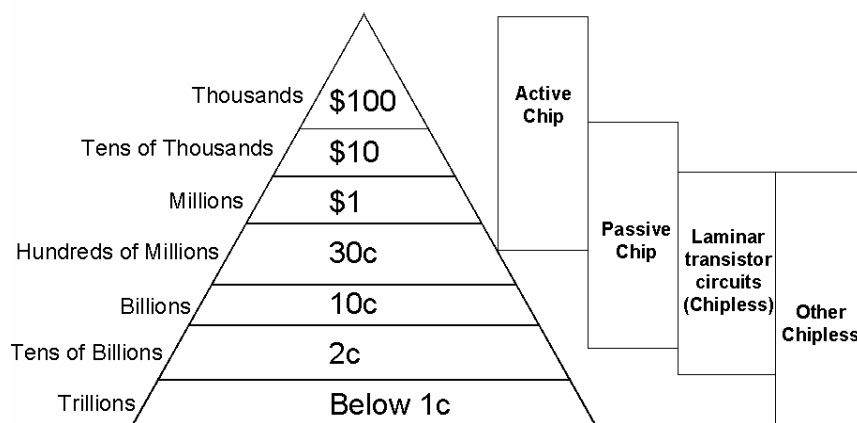 Thousands
$100
Tens of Thousands
$10
Millions
$1
Hundreds of Millions
30c
Billions
10c
Tens of Billions
2c
Trillions
Below 1c
Active
Chip
Passive
Chip
Laminar
transistor
circuits
(Chipless)
Other
Chipless